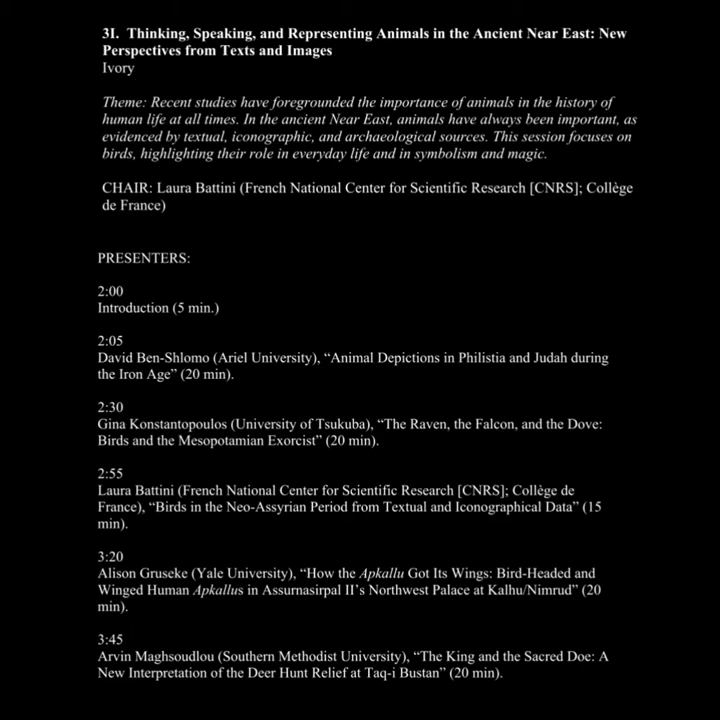 3I. Thinking, Speaking, and Representing Animals in the Ancient Near East: New
Perspectives from Texts and Images
Ivory
Theme: Recent studies have foregrounded the importance of animals in the history of
human life at all times. In the ancient Near East, animals have always been important, as
evidenced by textual, iconographic, and archaeological sources. This session focuses on
birds, highlighting their role in everyday life and in symbolism and magic.
CHAIR: Laura Battini (French National Center for Scientific Research [CNRS]; Collège
de France)
PRESENTERS:
2:00
Introduction (5 min.)
2:05
David Ben-Shlomo (Ariel University), “Animal Depictions in Philistia and Judah during
the Iron Age” (20 min).
2:30
Gina Konstantopoulos (University of Tsukuba), “The Raven, the Falcon, and the Dove:
Birds and the Mesopotamian Exorcist” (20 min).
2:55
Laura Battini (French National Center for Scientific Research [CNRS]; Collège de
France), “Birds in the Neo-Assyrian Period from Textual and Iconographical Data” (15
min).
3:20
Alison Gruseke (Yale University), “How the Apkallu Got Its Wings: Bird-Headed and
Winged Human Apkallus in Assurnasirpal II’s Northwest Palace at Kalhu/Nimrud” (20
min).
3:45
Arvin Maghsoudlou (Southern Methodist University), “The King and the Sacred Doe: A
New Interpretation of the Deer Hunt Relief at Taq-i Bustan” (20 min).